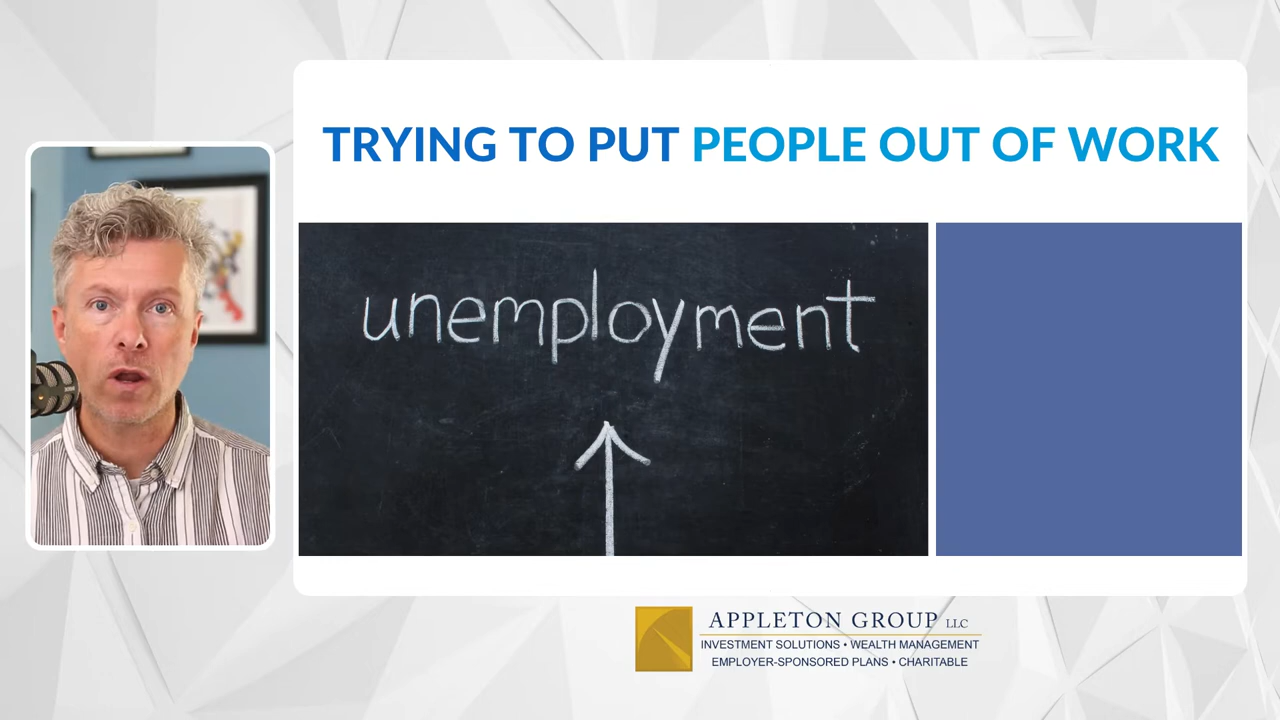 TRYING TO PUT PEOPLE OUT OF WORK
unemployment
APPLETON GROUP LLC
INVESTMENT SOLUTIONS • WEALTH MANAGEMENT
EMPLOYER-SPONSORED PLANS • CHARITABLE